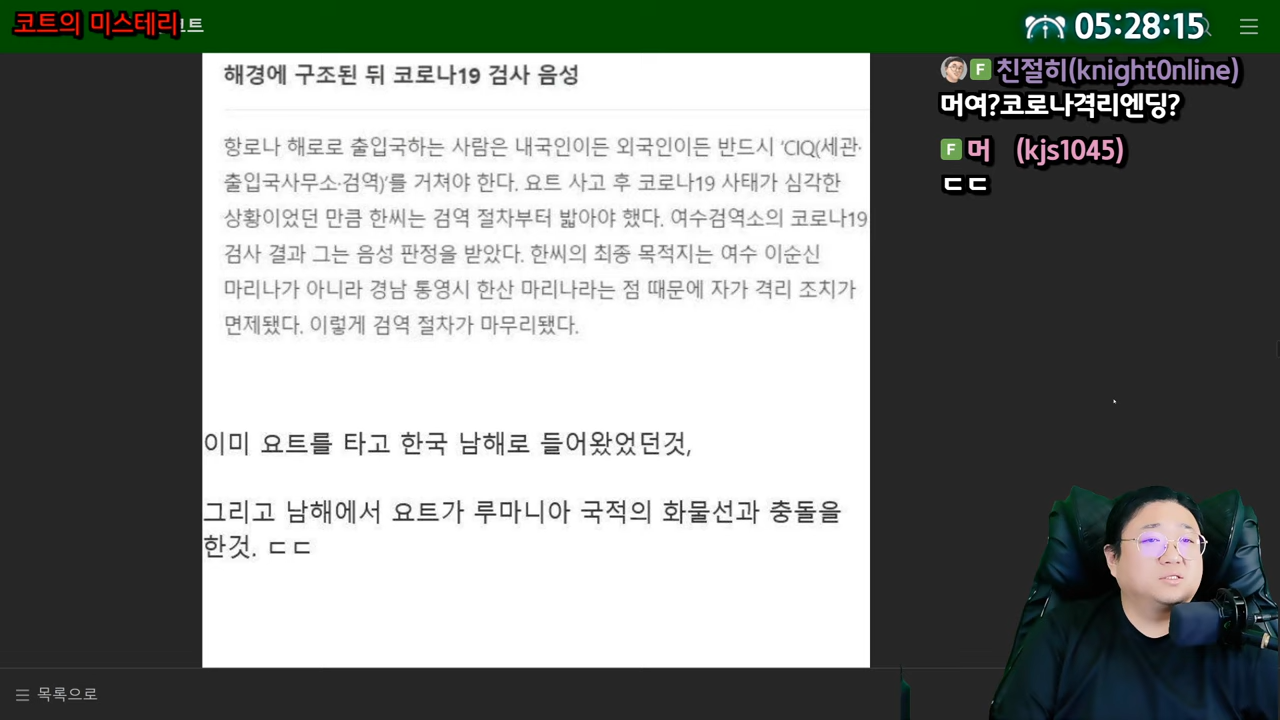 코트의 미스테리
트
05:28:15
해경에 구조된 뒤 코로나19 검사 음성
항로나 해로로 출입국하는 사람은 내국인이든 외국인이든 반드시 ‘CIQ(세관·
출입국사무소·검역)’를 거쳐야 한다. 요트 사고 후 코로나19 사태가 심각한
상황이었던 만큼 한씨는 검역 절차부터 밟아야 했다. 여수검역소의 코로나19
검사 결과 그는 음성 판정을 받았다. 한씨의 최종 목적지는 여수 이순신
마리나가 아니라 경남 통영시 한산 마리나라는 점 때문에 자가 격리 조치가
면제됐다. 이렇게 검역 절차가 마무리됐다.
이미 요트를 타고 한국 남해로 들어왔었던것,
그리고 남해에서 요트가 루마니아 국적의 화물선과 충돌을
한것. ㄷㄷ
F 친절히(knight0nline)
머여?코로나격리엔딩?
F 머 (kjs1045)
ㄷㄷ
목록으로